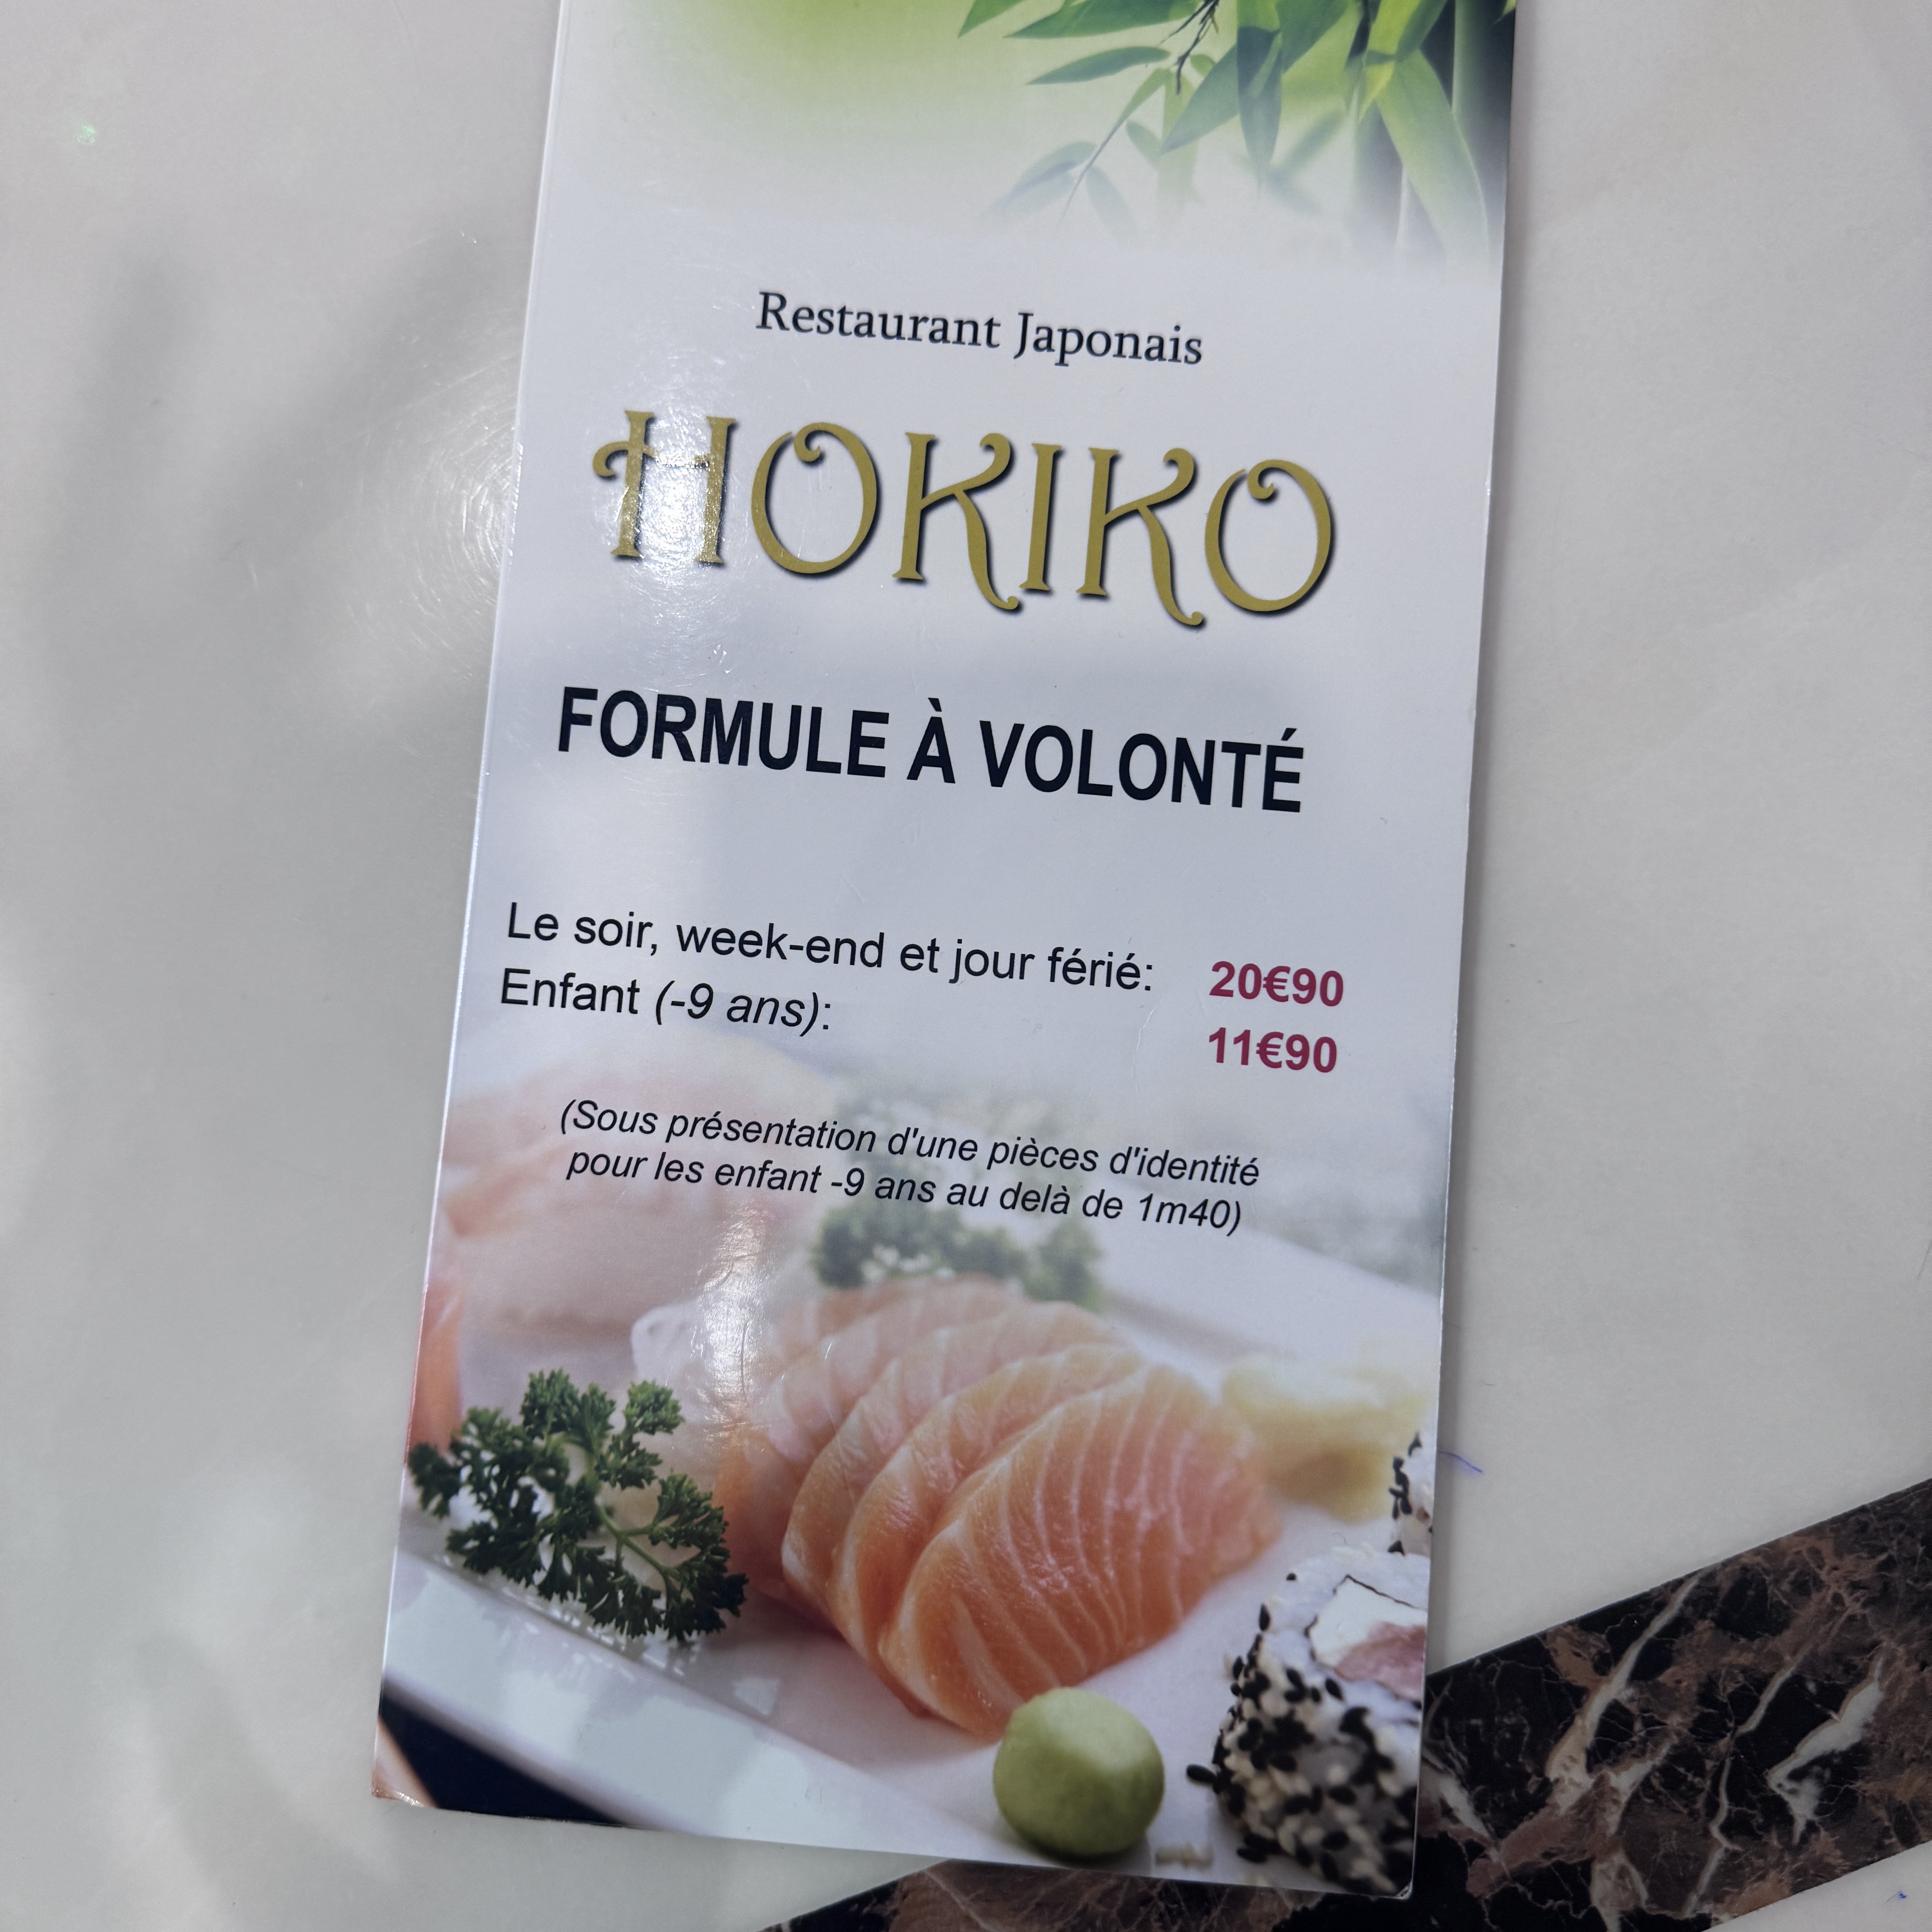 Restaurant Japonais
HOKIKO
FORMULE À VOLONTÉ
Le soir, week-end et jour férié: 20€90
Enfant (-9 ans): 11€90
(Sous présentation d'une pièces d'identité
pour les enfant -9 ans au delà de 1m40)